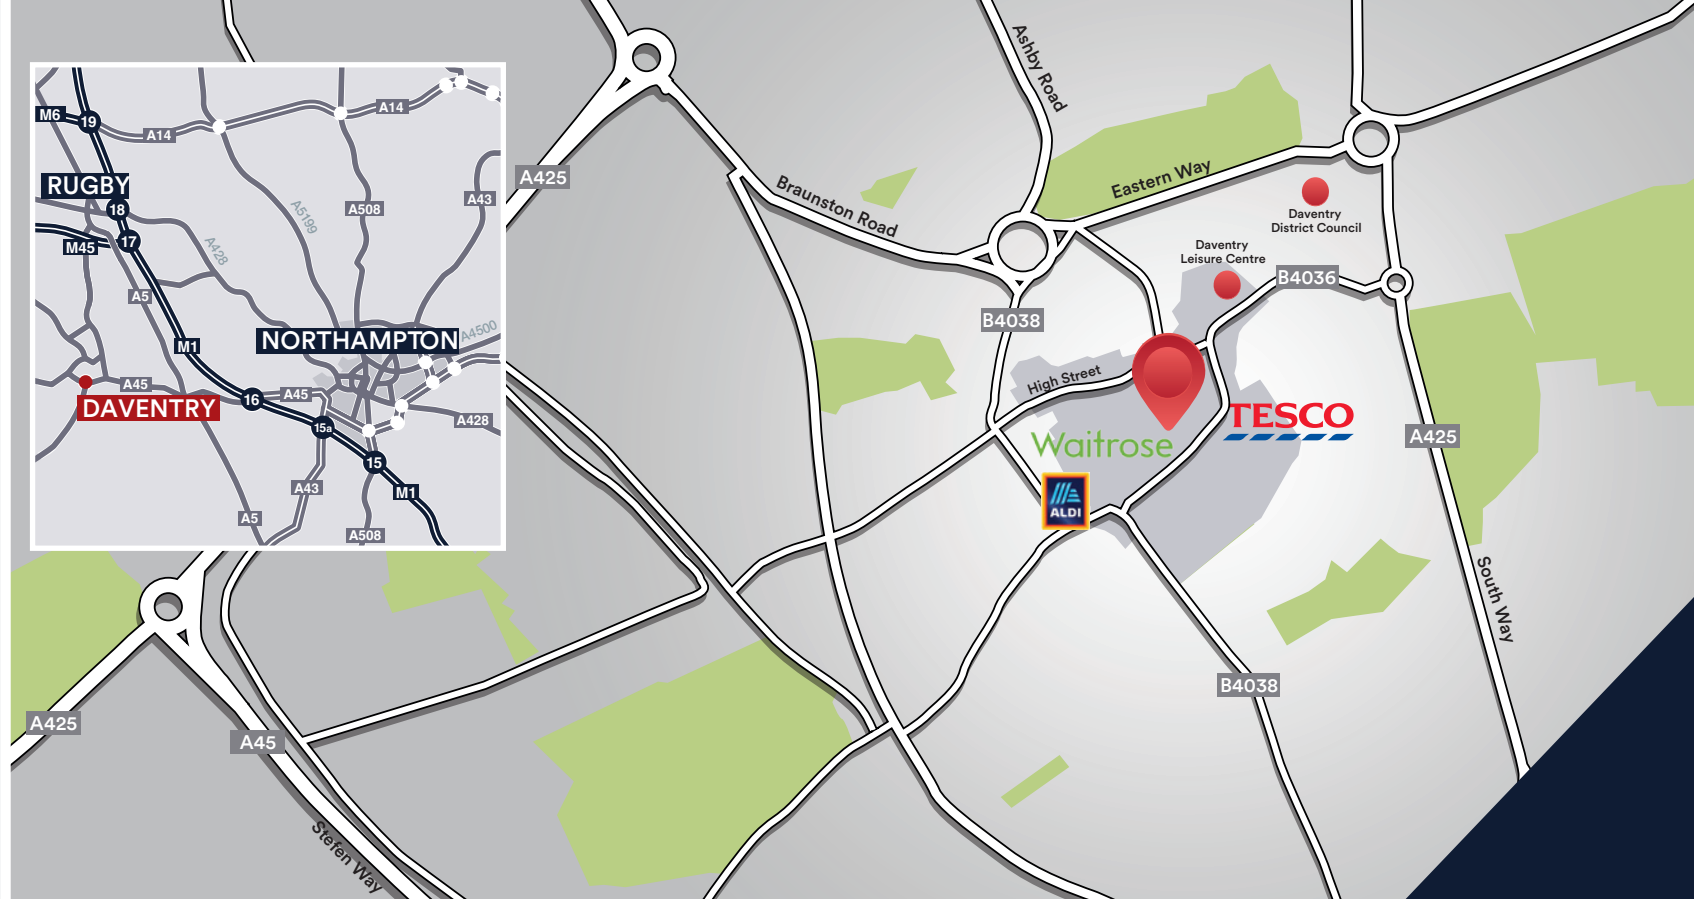 M6
19
A14
A14
RUGBY
18
M45
17
A5199
A508
A43
A428
A5
M1
NORTHAMPTON
A4500
A45
DAVENTRY
16
A45
15a
A428
15
A43
M1
A5
A508
A425
Ashby Road
Braunston Road
Eastern Way
Daventry
District Council
Daventry
Leisure Centre
B4036
B4038
High Street
TESCO
Waitrose
ALDI
A425
South Way
B4038
A425
A45
Stefen Way